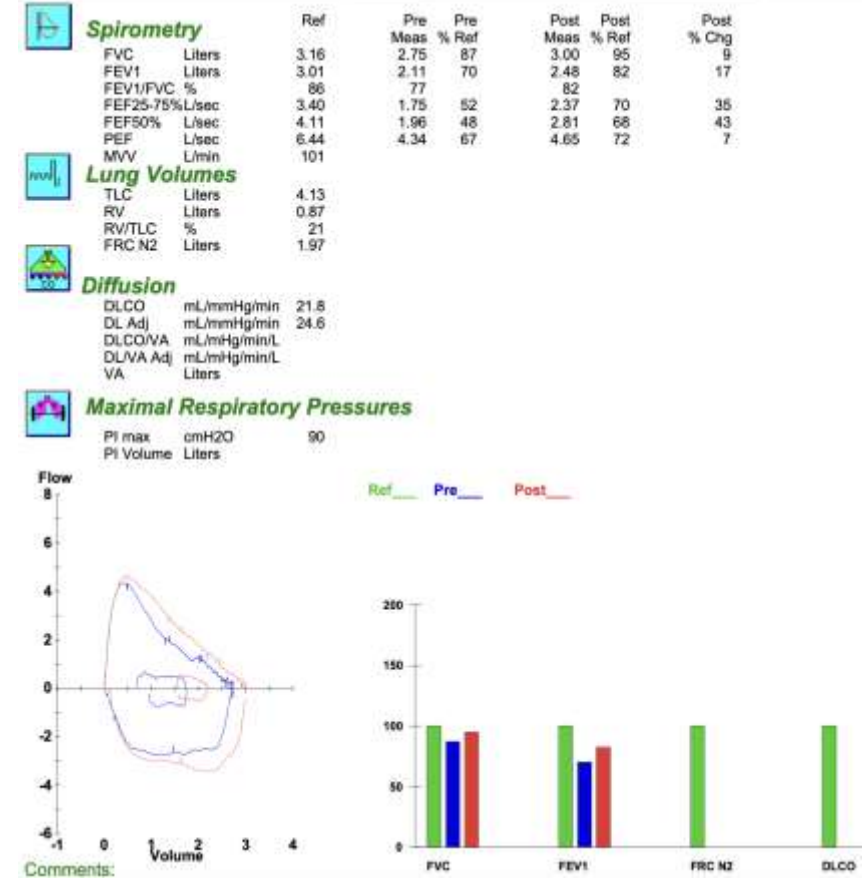 Spirometry Ref Pre Pre Post Post Post
Meas % Ref Meas % Ref % Chg
FVC Liters 3.16 2.75 87 3.00 95 9
FEV1 Liters 3.01 2.11 70 2.48 82 17
FEV1/FVC % 86 77 82
FEF25-75% L/sec 3.40 1.75 52 2.37 70 35
FEF50% L/sec 4.11 1.96 48 2.81 68 43
PEF L/sec 6.44 4.34 67 4.65 72 7
MVV L/min 101
Lung Volumes
TLC Liters 4.13
RV Liters 0.87
RV/TLC % 21
FRC N2 Liters 1.97
Diffusion
DLCO mL/mmHg/min 21.8
DL Adj mL/mmHg/min 24.6
DLCO/VA mL/mHg/min/L
DL/VA Adj mL/mHg/min/L
VA Liters
Maximal Respiratory Pressures
PI max cmH2O 90
PI Volume Liters
Flow
8
6
4
2
0
-2
-4
-6
-1 0 1 2 3 4
Volume
Ref___ Pre___ Post___
200
150
100
50
0
FVC FEV1 FRC N2 DLCO
Comments: